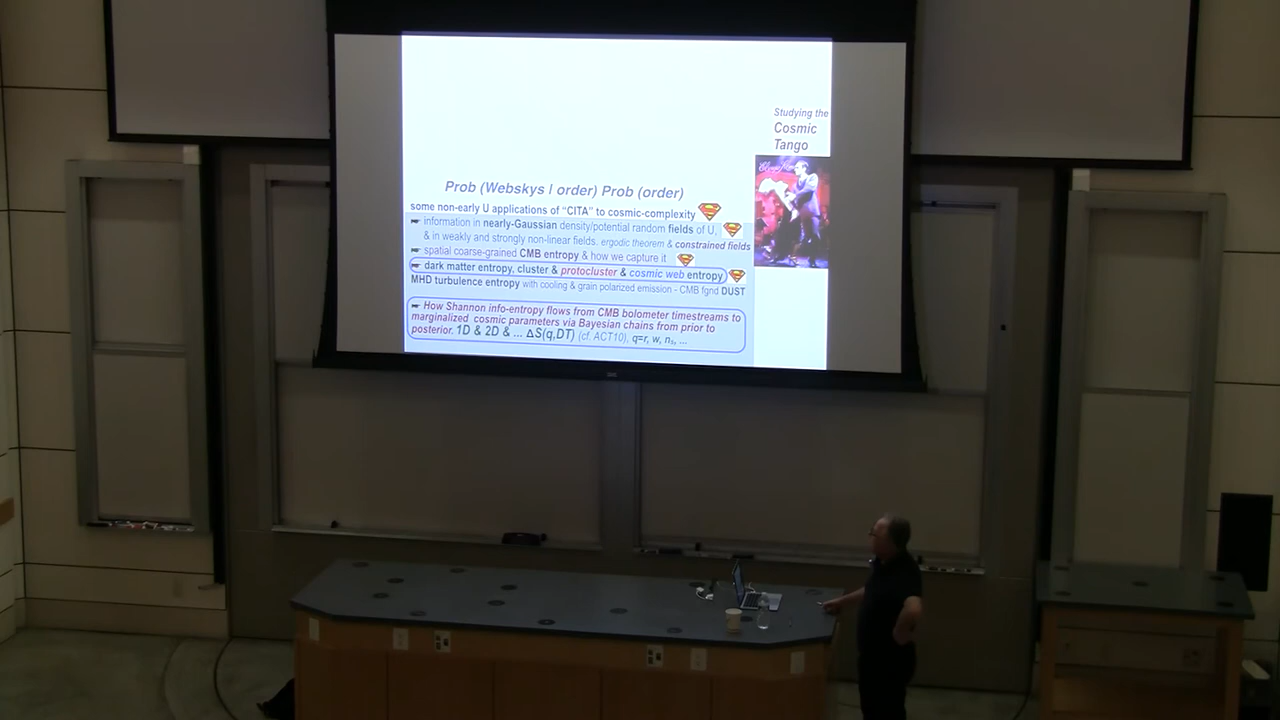 Studying the
Cosmic
Tango
Prob (Webskys | order) Prob (order)
some non-early U applications of “CITA” to cosmic-complexity
information in nearly-Gaussian density/potential random fields of U,
& in weakly and strongly non-linear fields. ergodic theorem & constrained fields
spatial coarse-grained CMB entropy & how we capture it
dark matter entropy, cluster & protocluster & cosmic web entropy
MHD turbulence entropy with cooling & grain polarized emission - CMB fgnd DUST
How Shannon info-entropy flows from CMB bolometer timestreams to
marginalized cosmic parameters via Bayesian chains from prior to
posterior. 1D & 2D & ... ΔS(q,DT) (cf. ACT10), q=r, w, nₛ, ...